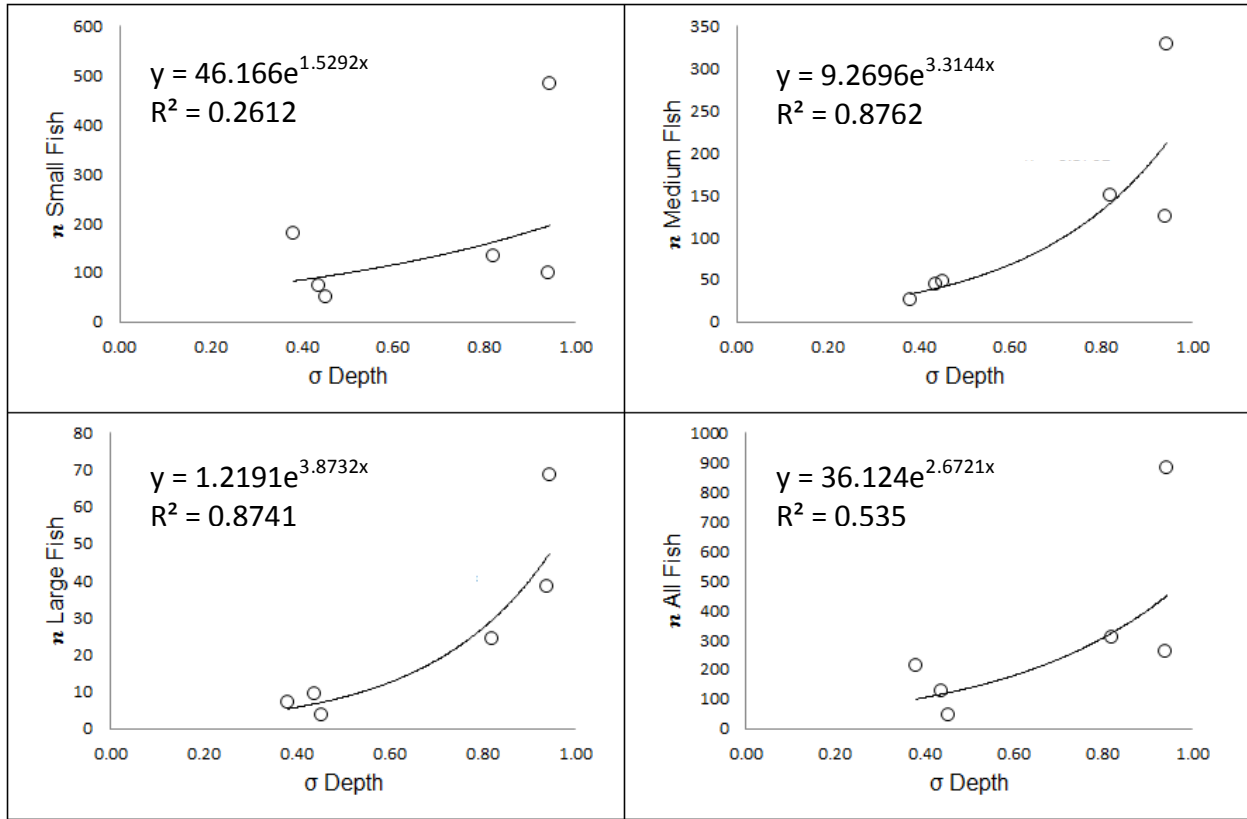 y = 46.166e^1.5292x
R² = 0.2612
n Small Fish
600
500
400
300
200
100
0
0.00 0.20 0.40 0.60 0.80 1.00
σ Depth
y = 9.2696e^3.3144x
R² = 0.8762
n Medium FIsh
350
300
250
200
150
100
50
0
0.00 0.20 0.40 0.60 0.80 1.00
σ Depth
y = 1.2191e^3.8732x
R² = 0.8741
n Large Fish
80
70
60
50
40
30
20
10
0
0.00 0.20 0.40 0.60 0.80 1.00
σ Depth
y = 36.124e^2.6721x
R² = 0.535
n All Fish
1000
900
800
700
600
500
400
300
200
100
0
0.00 0.20 0.40 0.60 0.80 1.00
σ Depth